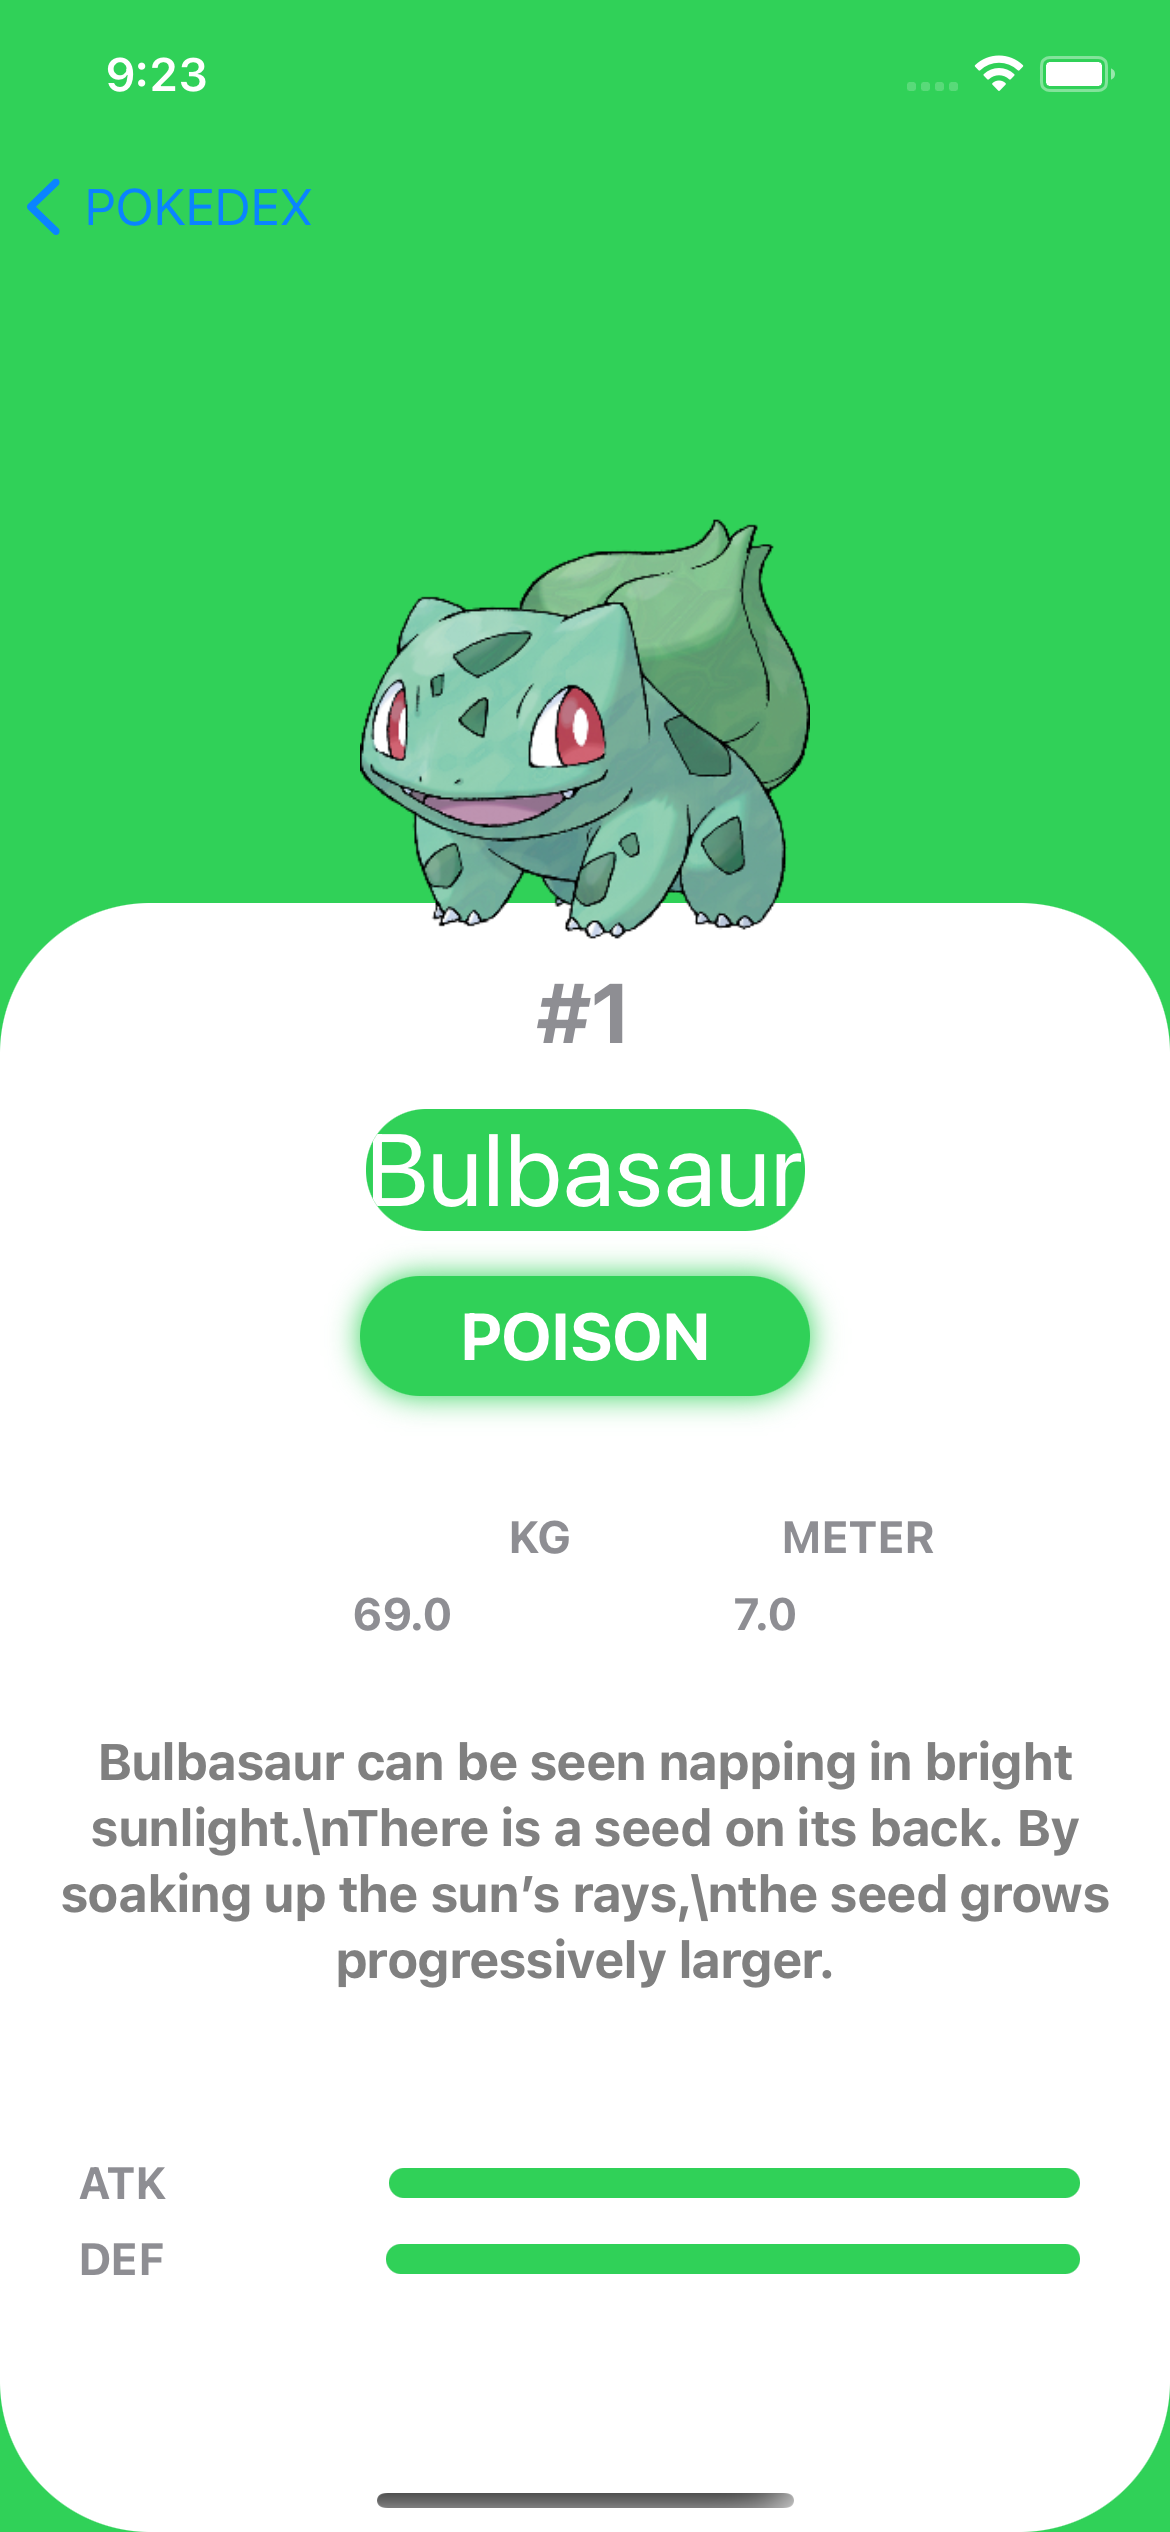 9:23
POKEDEX
#1
Bulbasaur
POISON
KG METER
69.0 7.0
Bulbasaur can be seen napping in bright
sunlight.\nThere is a seed on its back. By
soaking up the sun’s rays,\nthe seed grows
progressively larger.
ATK
DEF